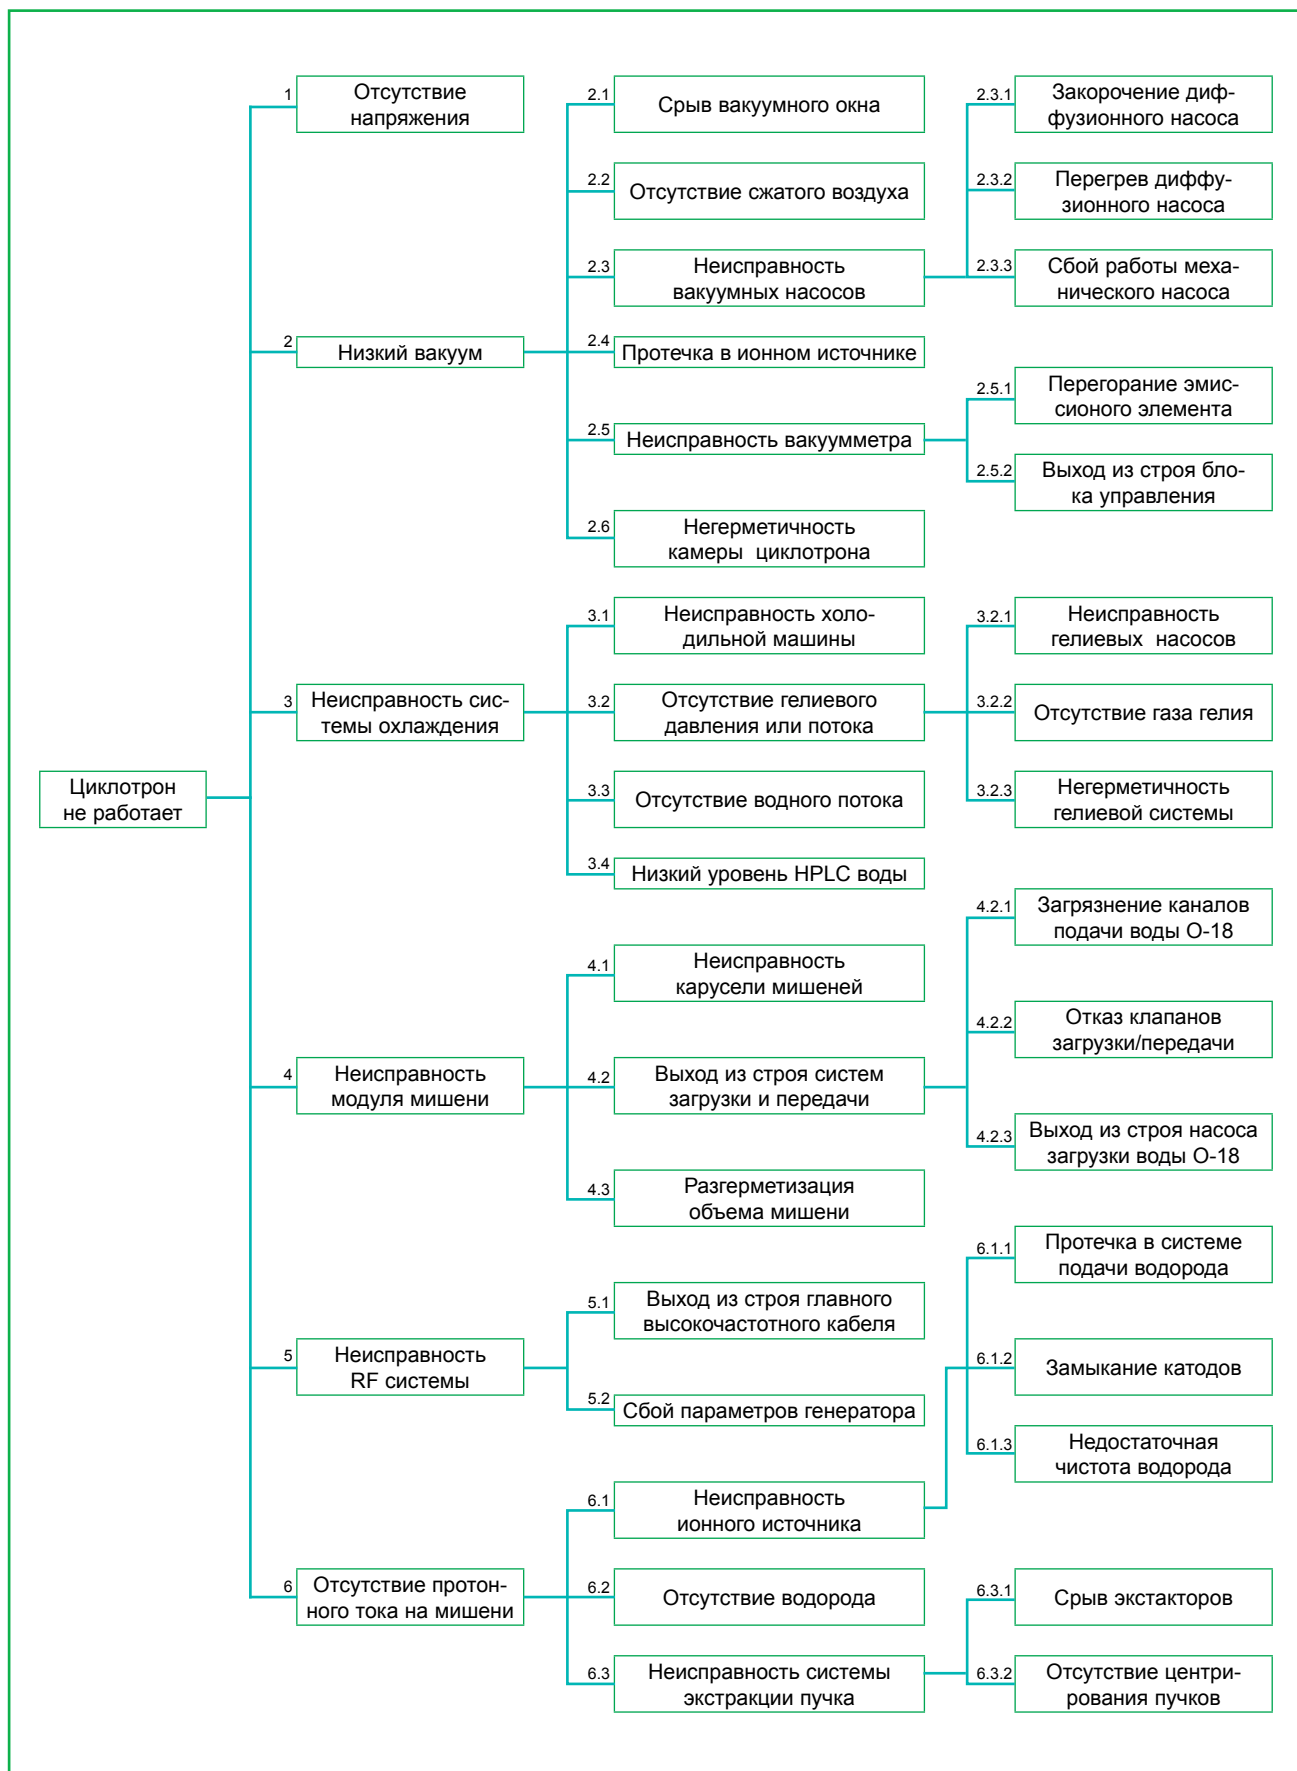 Циклотрон
не работает
1
Отсутствие
напряжения
2
Низкий вакуум
2.1
Срыв вакуумного окна
2.2
Отсутствие сжатого воздуха
2.3
Неисправность
вакуумных насосов
2.3.1
Закорочение диф-
фузионного насоса
2.3.2
Перегрев диффу-
зионного насоса
2.3.3
Сбой работы меха-
нического насоса
2.4
Протечка в ионном источнике
2.5
Неисправность вакуумметра
2.5.1
Перегорание эмис-
сионого элемента
2.5.2
Выход из строя бло-
ка управления
2.6
Негерметичность
камеры циклотрона
3
Неисправность сис-
темы охлаждения
3.1
Неисправность холо-
дильной машины
3.2
Отсутствие гелиевого
давления или потока
3.2.1
Неисправность
гелиевых насосов
3.2.2
Отсутствие газа гелия
3.2.3
Негерметичность
гелиевой системы
3.3
Отсутствие водного потока
3.4
Низкий уровень HPLC воды
4
Неисправность
модуля мишени
4.1
Неисправность
карусели мишеней
4.2
Выход из строя систем
загрузки и передачи
4.2.1
Загрязнение каналов
подачи воды О-18
4.2.2
Отказ клапанов
загрузки/передачи
4.2.3
Выход из строя насоса
загрузки воды О-18
4.3
Разгерметизация
объема мишени
5
Неисправность
RF системы
5.1
Выход из строя главного
высокочастотного кабеля
5.2
Сбой параметров генератора
6
Отсутствие протон-
ного тока на мишени
6.1
Неисправность
ионного источника
6.1.1
Протечка в системе
подачи водорода
6.1.2
Замыкание катодов
6.1.3
Недостаточная
чистота водорода
6.2
Отсутствие водорода
6.3
Неисправность системы
экстракции пучка
6.3.1
Срыв экстакторов
6.3.2
Отсутствие центри-
рования пучков